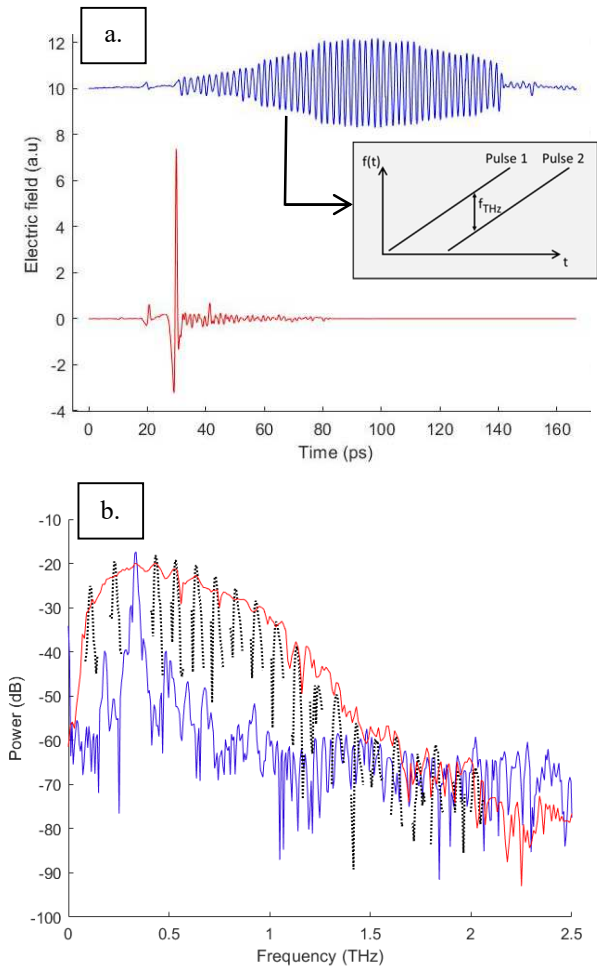 a.
12
10
8
6
4
2
0
-2
-4
Electric field (a.u)
f(t)
Pulse 1 Pulse 2
fTHz
t
0 20 40 60 80 100 120 140 160
Time (ps)
b.
-10
-20
-30
-40
-50
-60
-70
-80
-90
-100
Power (dB)
0 0.5 1 1.5 2 2.5
Frequency (THz)